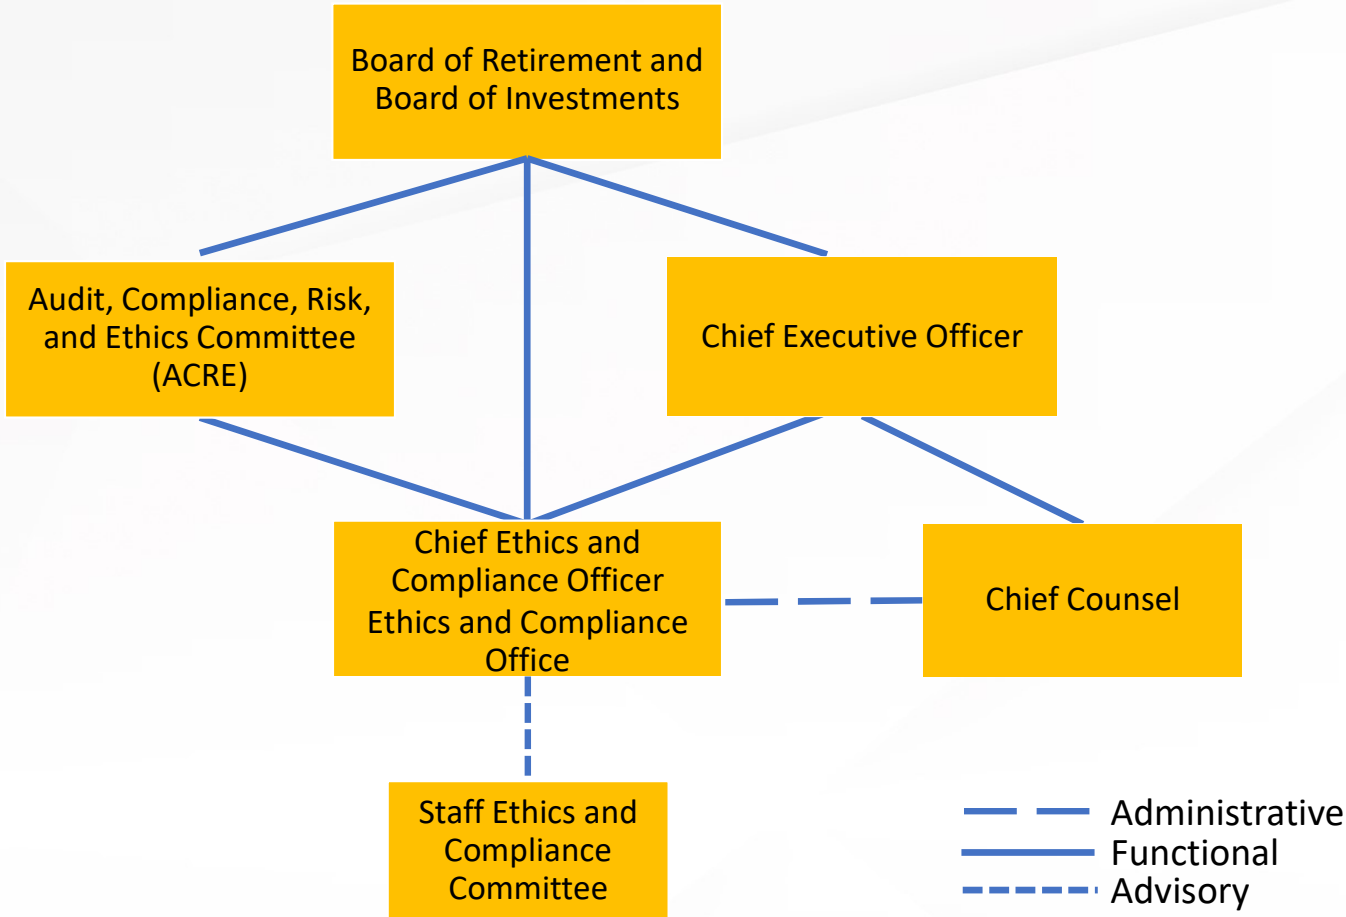 Board of Retirement and
Board of Investments
Audit, Compliance, Risk,
and Ethics Committee
(ACRE)
Chief Executive Officer
Chief Ethics and
Compliance Officer
Ethics and Compliance
Office
Chief Counsel
Staff Ethics and
Compliance
Committee
Administrative
Functional
Advisory